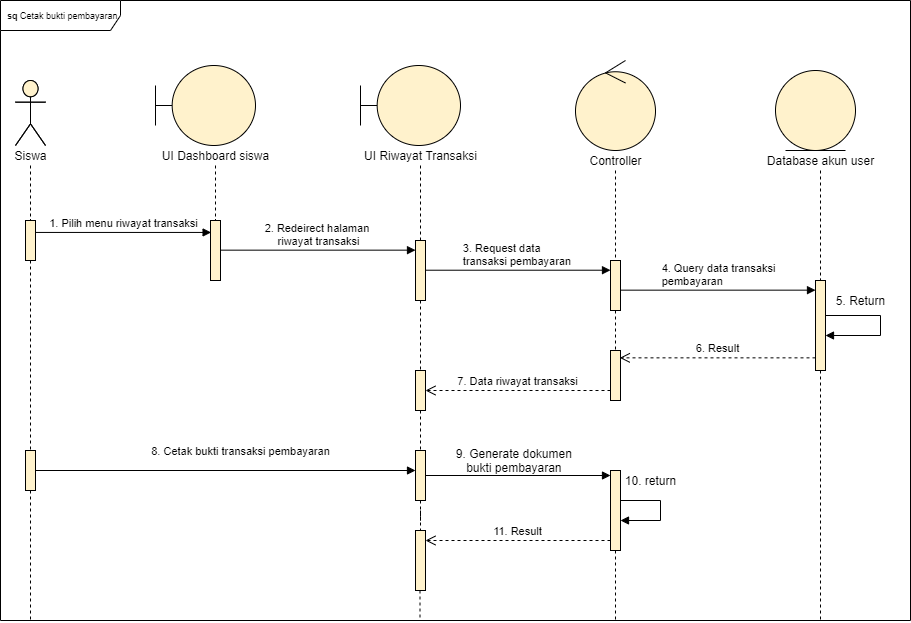 sq Cetak bukti pembayaran
Siswa
UI Dashboard siswa
UI Riwayat Transaksi
Controller
Database akun user
1. Pilih menu riwayat transaksi
2. Redeirect halaman
riwayat transaksi
3. Request data
transaksi pembayaran
4. Query data transaksi
pembayaran
5. Return
6. Result
7. Data riwayat transaksi
8. Cetak bukti transaksi pembayaran
9. Generate dokumen
bukti pembayaran
10. return
11. Result